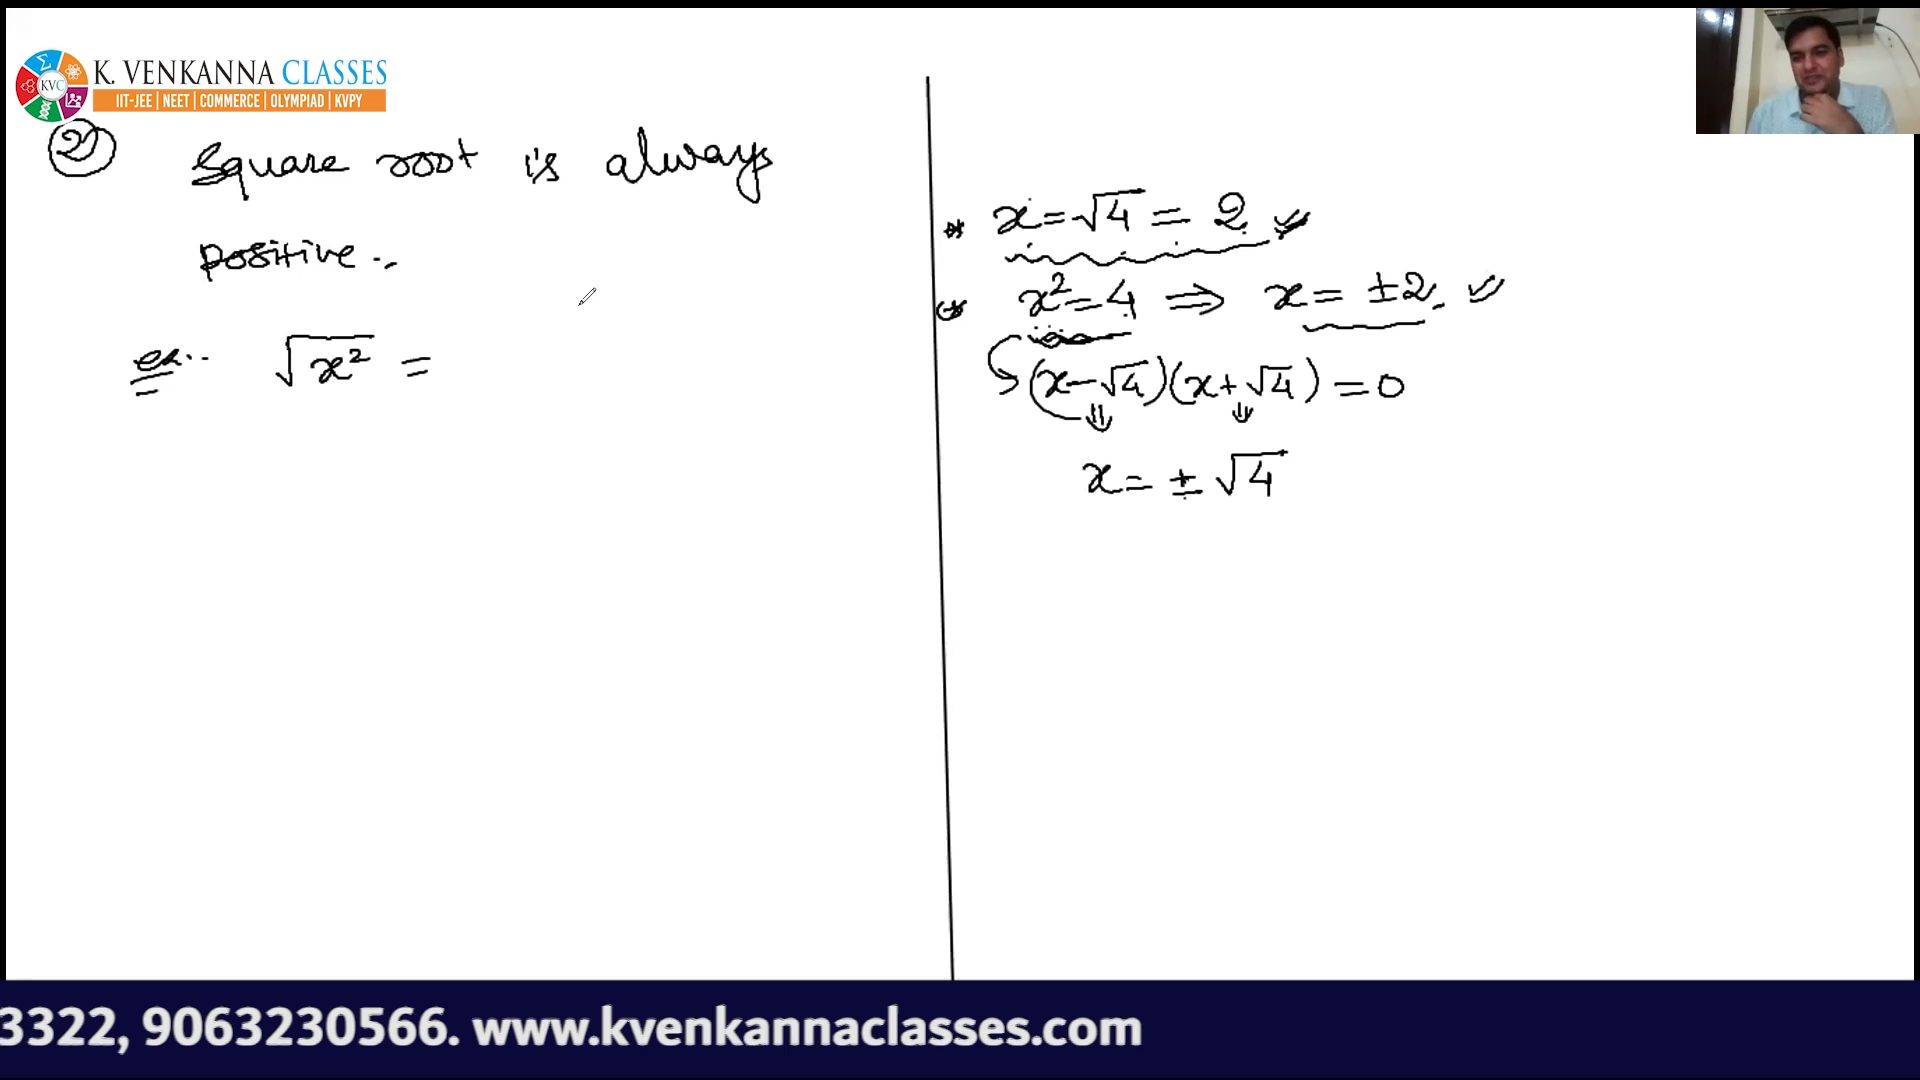 K. VENKANNA CLASSES
KVC
IIT-JEE | NEET | COMMERCE | OLYMPIAD | KVPY
2) Square root is always
positive..
ex.. √x² =
x = √4 = 2
x² = 4 ⇒ x = ±2
(x-√4)(x+√4) = 0
x = ± √4
3322, 9063230566. www.kvenkannaclasses.com